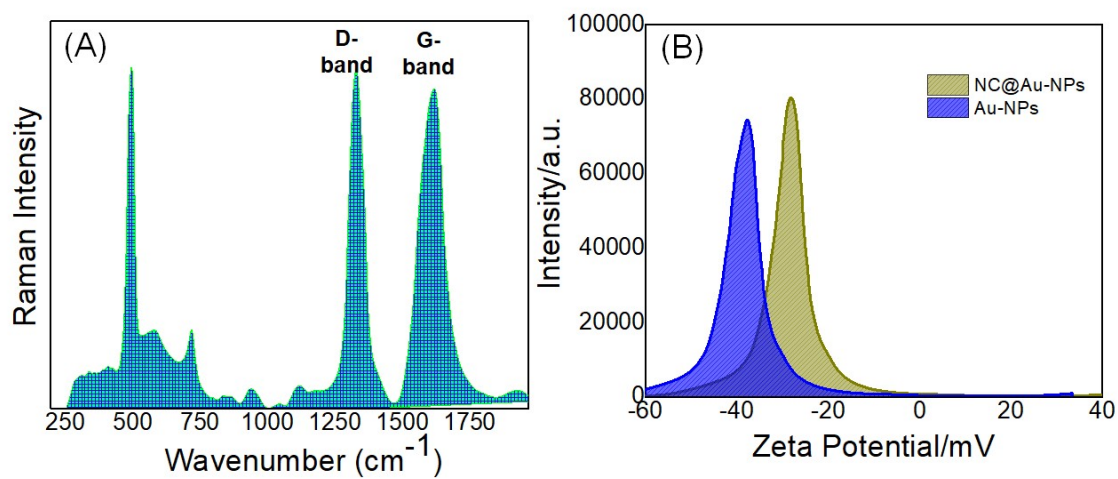 (A)
D-
band
G-
band
Raman Intensity
250 500 750 1000 1250 1500 1750
Wavenumber (cm-1)
(B)
100000
80000
60000
40000
20000
0
Intensity/a.u.
NC@Au-NPs
Au-NPs
-60 -40 -20 0 20 40
Zeta Potential/mV